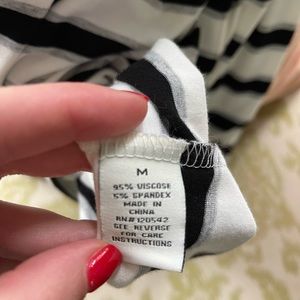 M
95% VISCOSE
5% SPANDEX
MADE IN
CHINA
RN#120542
SEE REVERSE
FOR CARE
INSTRUCTIONS